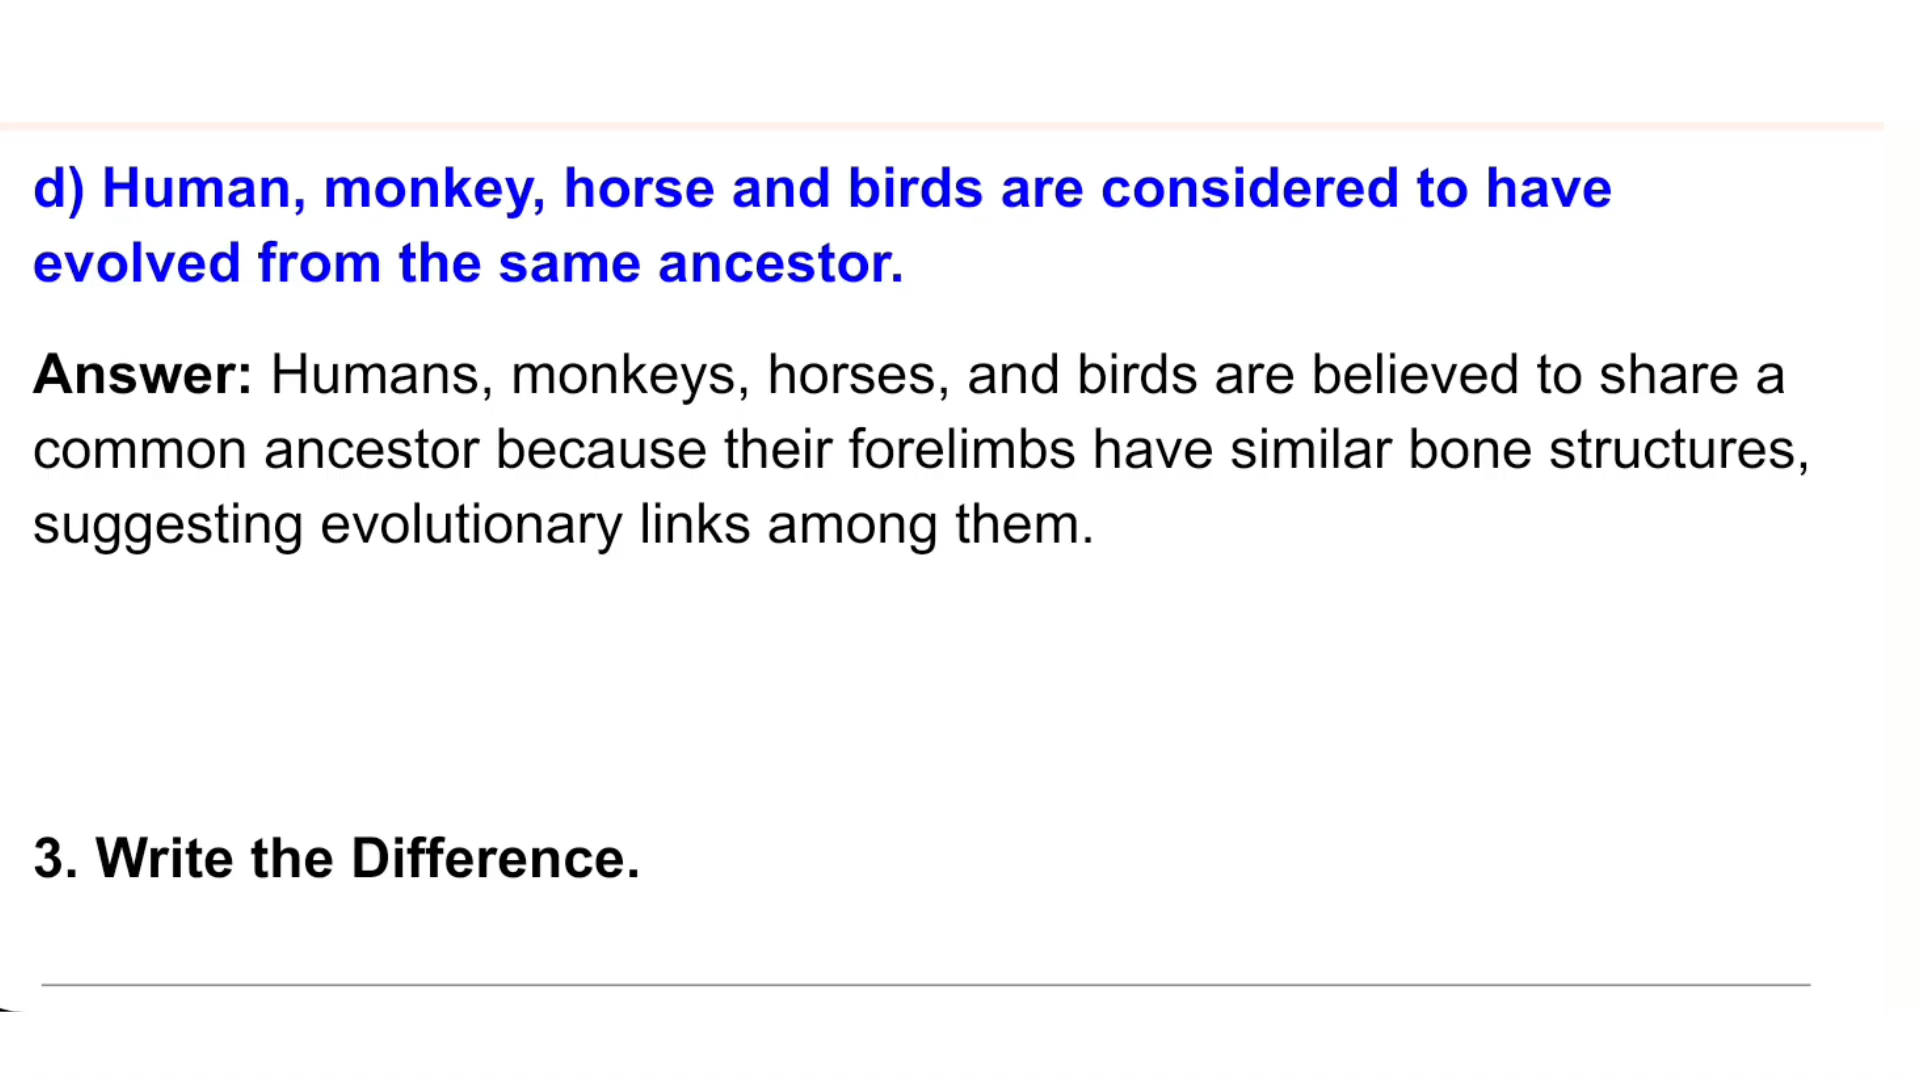 d) Human, monkey, horse and birds are considered to have
evolved from the same ancestor.
Answer: Humans, monkeys, horses, and birds are believed to share a
common ancestor because their forelimbs have similar bone structures,
suggesting evolutionary links among them.
3. Write the Difference.